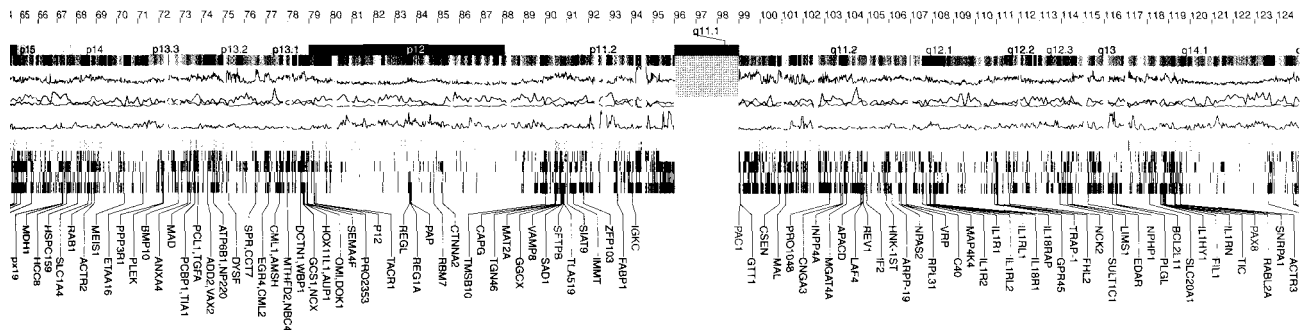 64 65 66 67 68 69 70 71 72 73 74 75 76 77 78 79 80 81 82 83 84 85 86 87 88 89 90 91 92 93 94 95 96 97 98 99 100 101 102 103 104 105 106 107 108 109 110 111 112 113 114 115 116 117 118 119 120 121 122 123 124
q11.1
p15 p14 p13.3 p13.2 p13.1 p12 p11.2 q11.2 q12.1 q12.2 q12.3 q13 q14.1
px19
MDH1
HCC8
HSPC159
SLC1A4
RAB1
ACTR2
MEIS1
ETAA16
PPP3R1
PLEK
BMP10
ANXA4
MAD
PCBP1,TIA1
PCL1,TGFA
ADD2,VAX2
ATP6B1,NP220
DYSF
SPR,CCT7
EGR4,CML2
CML1,AMSH
MTHFD2,NBC4
DCTN1,WBP1
GCS1,NCX
HOX11L1,AUP1
OMI,DOK1
SEMA4F
PRO2353
P12
TACR1
REGL
REG1A
PAP
RBM7
CTNNA2
TMSB10
CAPG
TGN46
MAT2A
GGCX
VAMP8
SAD1
SFTPB
TLA519
SIAT9
IMMT
ZFP103
FABP1
IGKC
PAC1
GTT1
CSEN
MAL
PRO1048
CNGA3
INPP4A
MGAT4A
APACD
LAF-4
REV1
IF2
HNK-1ST
ARPP-19
NPAS2
RPL31
VRP
C40
MAP4K4
IL1R2
IL1R1
IL1RL2
IL1RL1
IL18R1
IL18RAP
GPR45
TRAP-1
FHL2
NCK2
SULT1C1
LIMS1
EDAR
NPHP1
PLGL
BCL2L11
SLC20A1
IL1HY1
FIL1
IL1RN
TIC
PAX8
RABL2A
SNRPA1
ACTR3